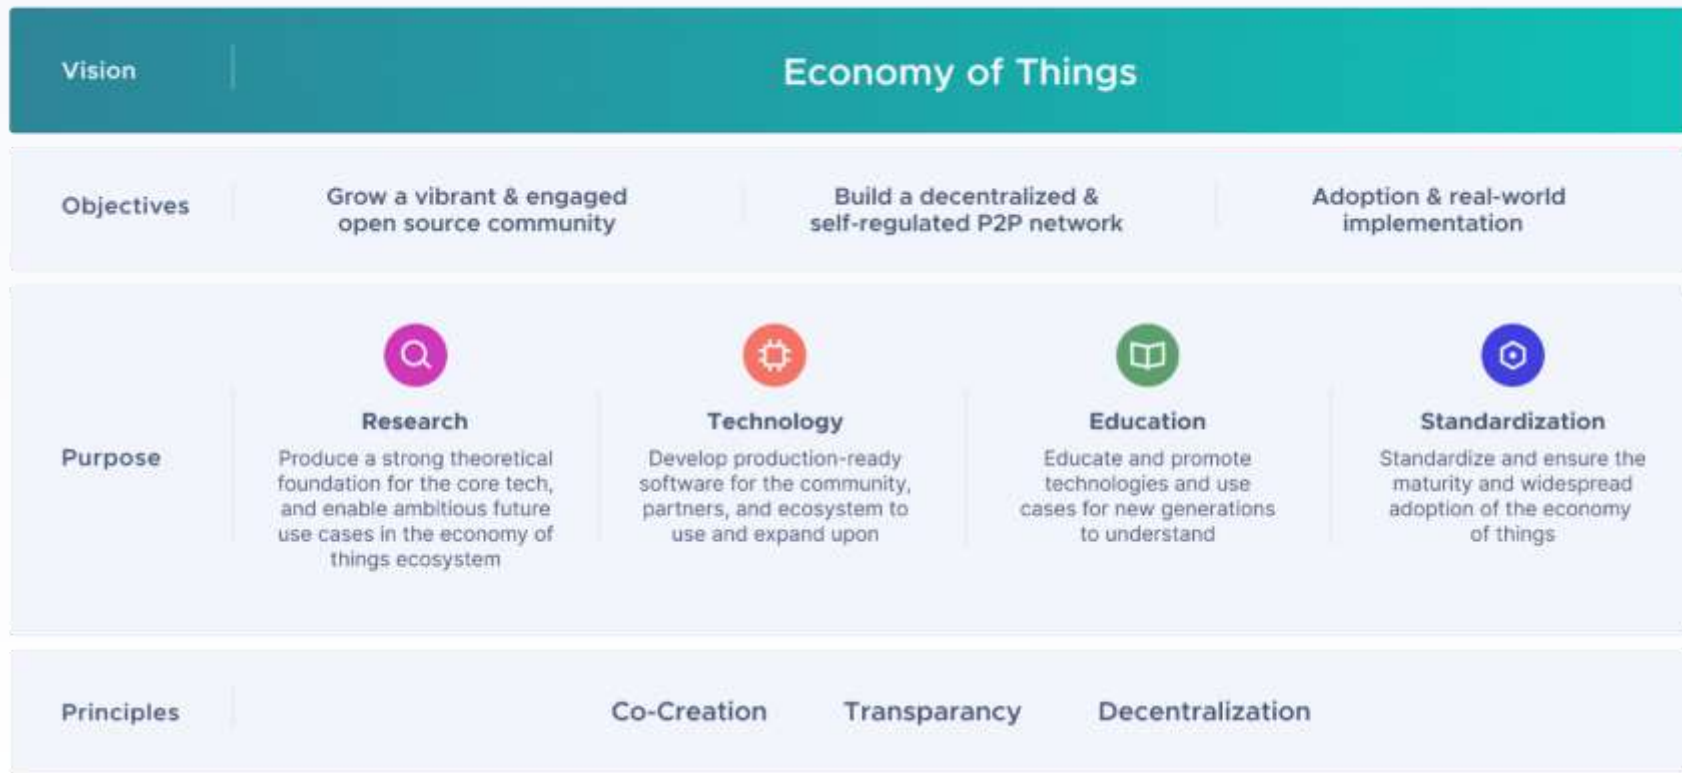 Vision
Economy of Things
Objectives
Grow a vibrant & engaged
open source community
Build a decentralized &
self-regulated P2P network
Adoption & real-world
implementation
Purpose
Research
Produce a strong theoretical
foundation for the core tech,
and enable ambitious future
use cases in the economy of
things ecosystem
Technology
Develop production-ready
software for the community,
partners, and ecosystem to
use and expand upon
Education
Educate and promote
technologies and use
cases for new generations
to understand
Standardization
Standardize and ensure the
maturity and widespread
adoption of the economy
of things
Principles
Co-Creation
Transparancy
Decentralization